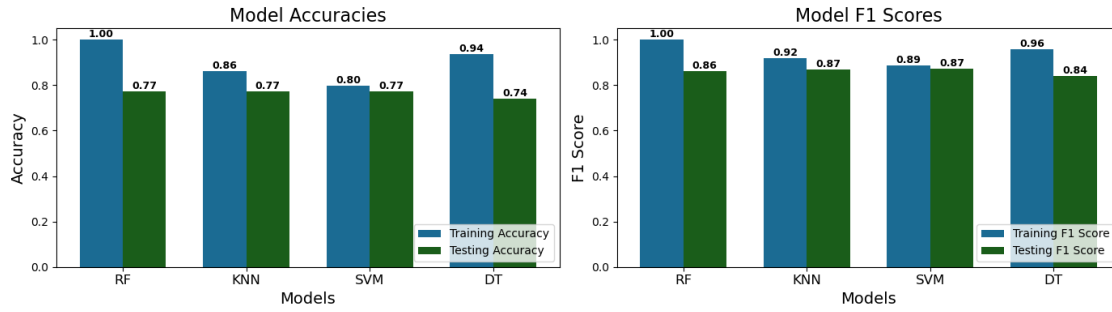 Model Accuracies
1.00
0.77
0.86
0.77
0.80
0.77
0.94
0.74
1.0
0.8
0.6
0.4
0.2
0.0
Accuracy
Training Accuracy
Testing Accuracy
RF KNN SVM DT
Models
Model F1 Scores
1.00
0.86
0.92
0.87
0.89
0.87
0.96
0.84
1.0
0.8
0.6
0.4
0.2
0.0
F1 Score
Training F1 Score
Testing F1 Score
RF KNN SVM DT
Models